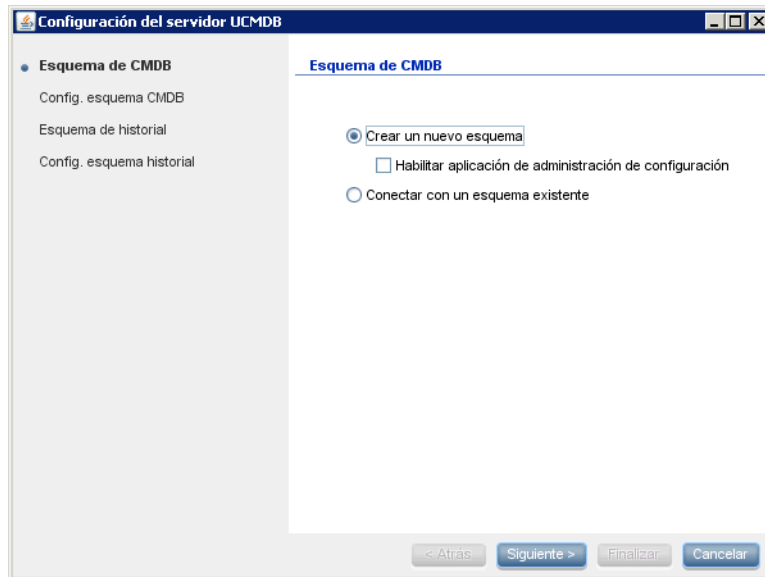 Configuración del servidor UCMDB
Esquema de CMDB
Config. esquema CMDB
Esquema de historial
Config. esquema historial
Esquema de CMDB
Crear un nuevo esquema
Habilitar aplicación de administración de configuración
Conectar con un esquema existente
< Atrás Siguiente > Finalizar Cancelar